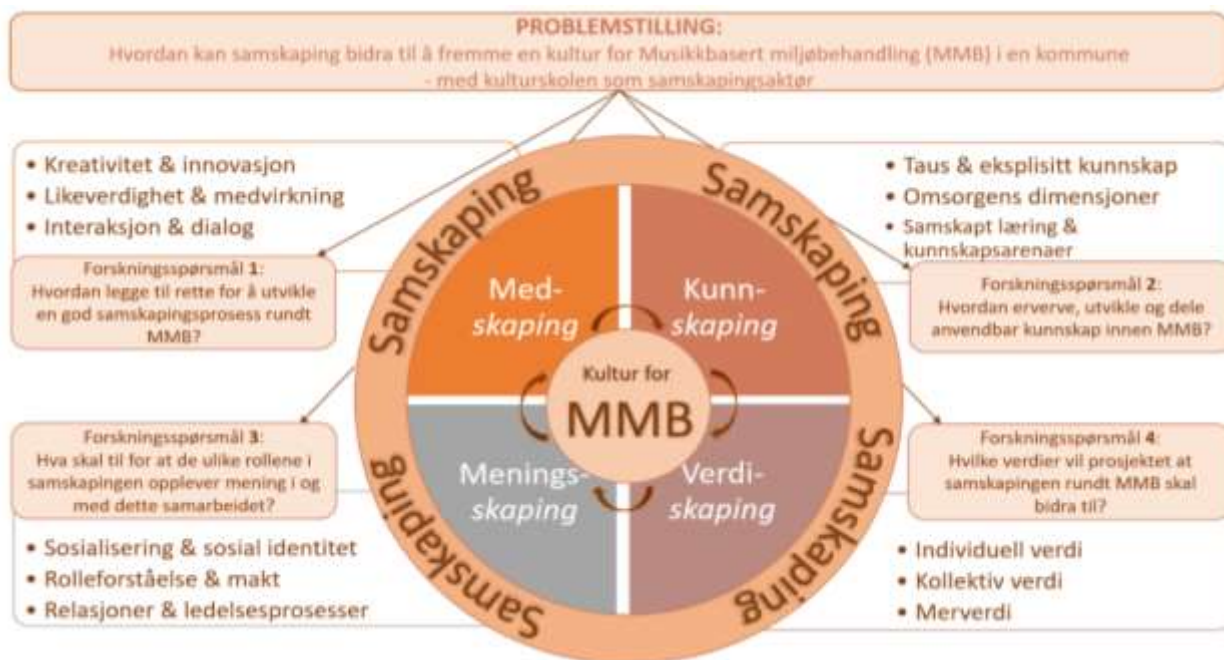 PROBLEMSTILLING:
Hvordan kan samskaping bidra til å fremme en kultur for Musikkbasert miljøbehandling (MMB) i en kommune
- med kulturskolen som samskapingsaktør
• Kreativitet & innovasjon
• Likeverdighet & medvirkning
• Interaksjon & dialog
Forskningsspørsmål 1:
Hvordan legge til rette for å utvikle
en god samskapingsprosess rundt
MMB?
• Taus & eksplisitt kunnskap
• Omsorgens dimensjoner
• Samskapt læring &
kunnskapsarenaer
Forskningsspørsmål 2:
Hvordan erverve, utvikle og dele
anvendbar kunnskap innen MMB?
Samskaping
Samskaping
Samskaping
Samskaping
Med-
skaping
Kunn-
skaping
Kultur for
MMB
Menings-
skaping
Verdi-
skaping
Forskningsspørsmål 3:
Hva skal til for at de ulike rollene i
samskapingen opplever mening i og
med dette samarbeidet?
• Sosialisering & sosial identitet
• Rolleforståelse & makt
• Relasjoner & ledelsesprosesser
Forskningsspørsmål 4:
Hvilke verdier vil prosjektet at
samskapingen rundt MMB skal
bidra til?
• Individuell verdi
• Kollektiv verdi
• Merverdi